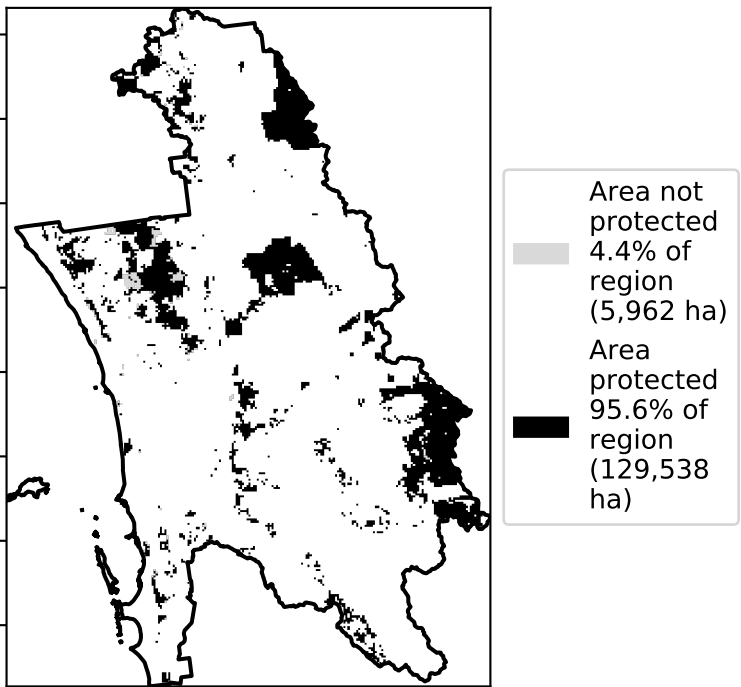 Area not
protected
4.4% of
region
(5,962 ha)
Area
protected
95.6% of
region
(129,538
ha)